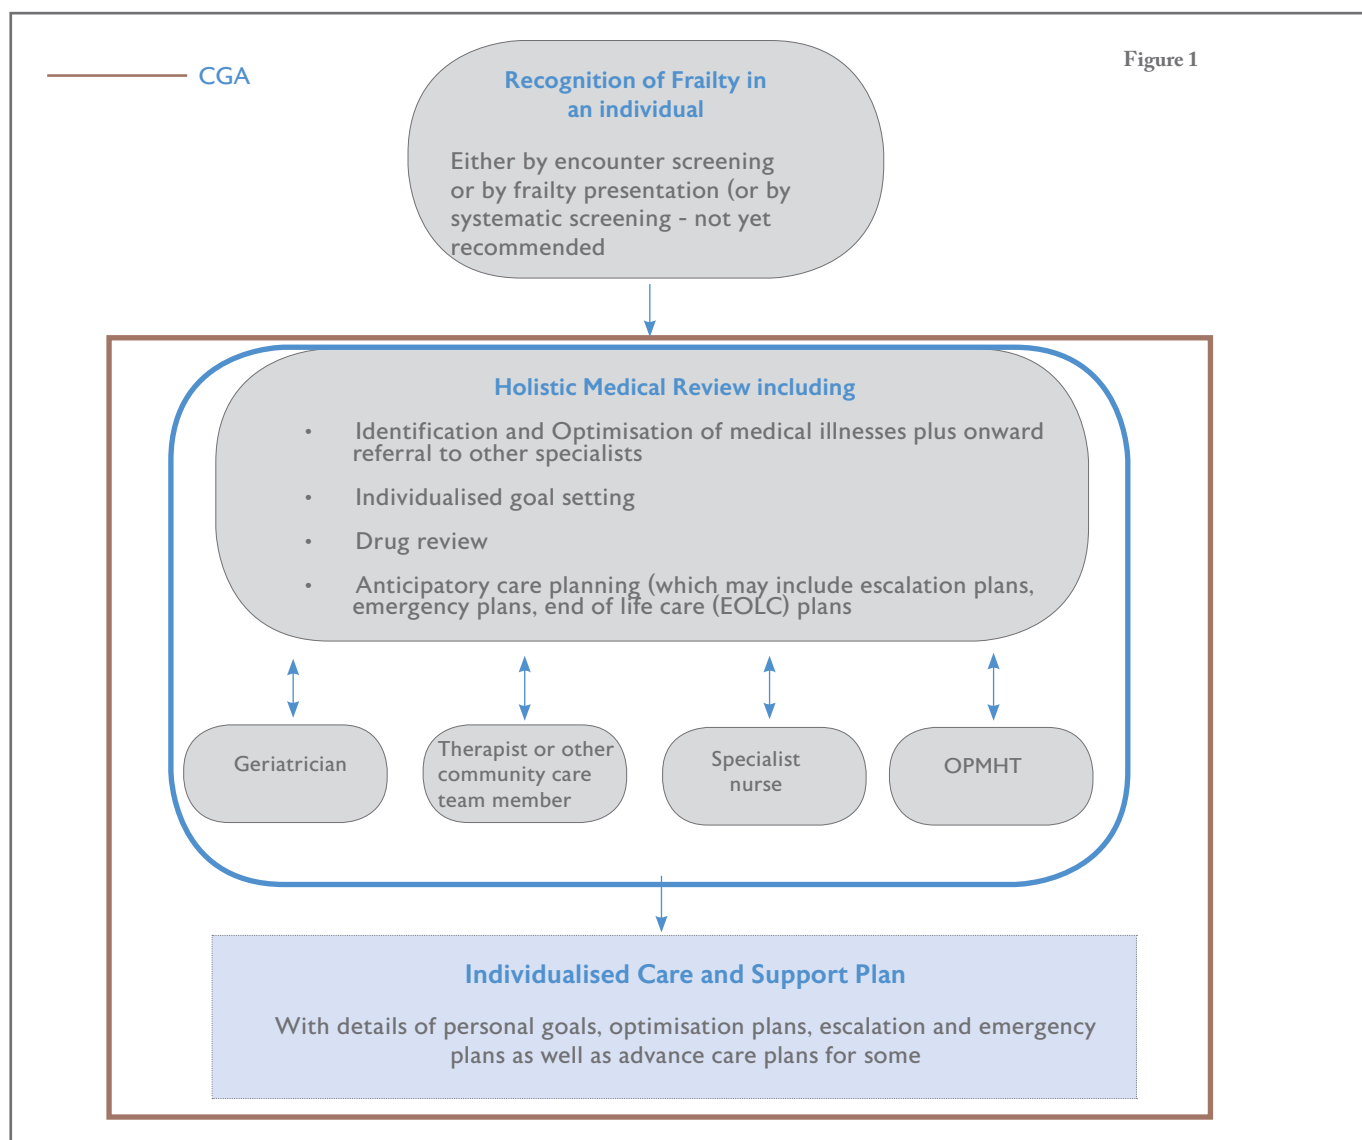 Figure 1
CGA
Recognition of Frailty in
an individual
Either by encounter screening
or by frailty presentation (or by
systematic screening - not yet
recommended
Holistic Medical Review including
• Identification and Optimisation of medical illnesses plus onward
referral to other specialists
• Individualised goal setting
• Drug review
• Anticipatory care planning (which may include escalation plans,
emergency plans, end of life care (EOLC) plans
Geriatrician
Therapist or other
community care
team member
Specialist
nurse
OPMHT
Individualised Care and Support Plan
With details of personal goals, optimisation plans, escalation and emergency
plans as well as advance care plans for some